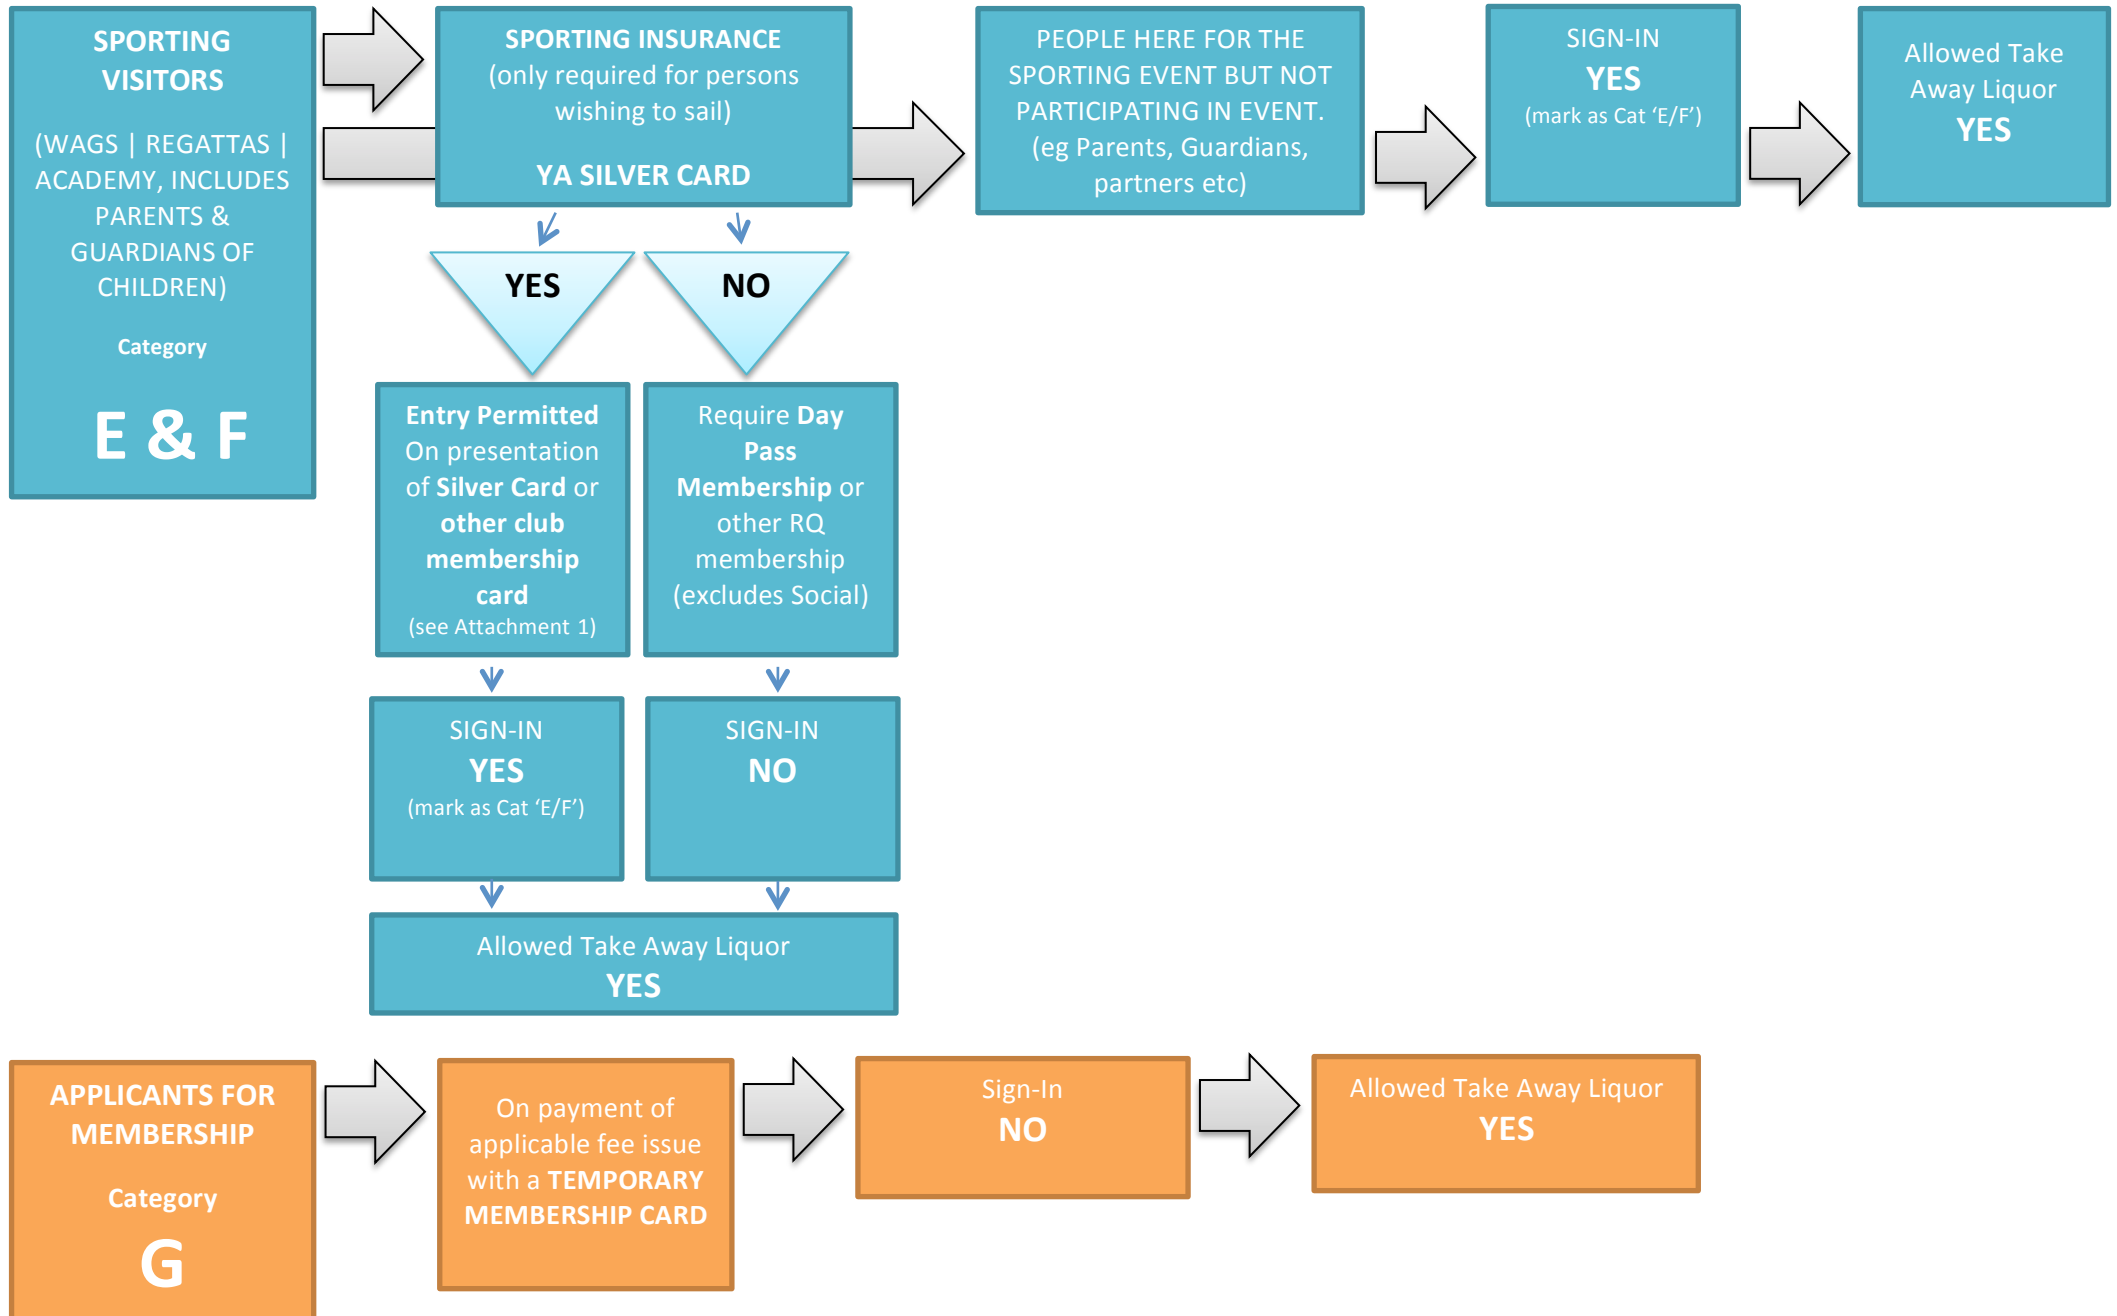 SPORTING
VISITORS
(WAGS | REGATTAS |
ACADEMY, INCLUDES
PARENTS &
GUARDIANS OF
CHILDREN)
Category
E & F
SPORTING INSURANCE
(only required for persons
wishing to sail)
YA SILVER CARD
PEOPLE HERE FOR THE
SPORTING EVENT BUT NOT
PARTICIPATING IN EVENT.
(eg Parents, Guardians,
partners etc)
SIGN-IN
YES
(mark as Cat ‘E/F’)
Allowed Take
Away Liquor
YES
YES
NO
Entry Permitted
On presentation
of Silver Card or
other club
membership
card
(see Attachment 1)
Require Day
Pass
Membership or
other RQ
membership
(excludes Social)
SIGN-IN
YES
(mark as Cat ‘E/F’)
SIGN-IN
NO
Allowed Take Away Liquor
YES
APPLICANTS FOR
MEMBERSHIP
Category
G
On payment of
applicable fee issue
with a TEMPORARY
MEMBERSHIP CARD
Sign-In
NO
Allowed Take Away Liquor
YES